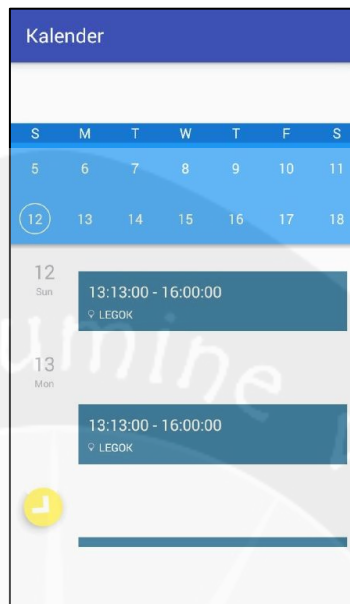 Kalender
S M T W T F S
5 6 7 8 9 10 11
12 13 14 15 16 17 18
12
Sun
13:13:00 - 16:00:00
LEGOK
13
Mon
13:13:00 - 16:00:00
LEGOK
umine